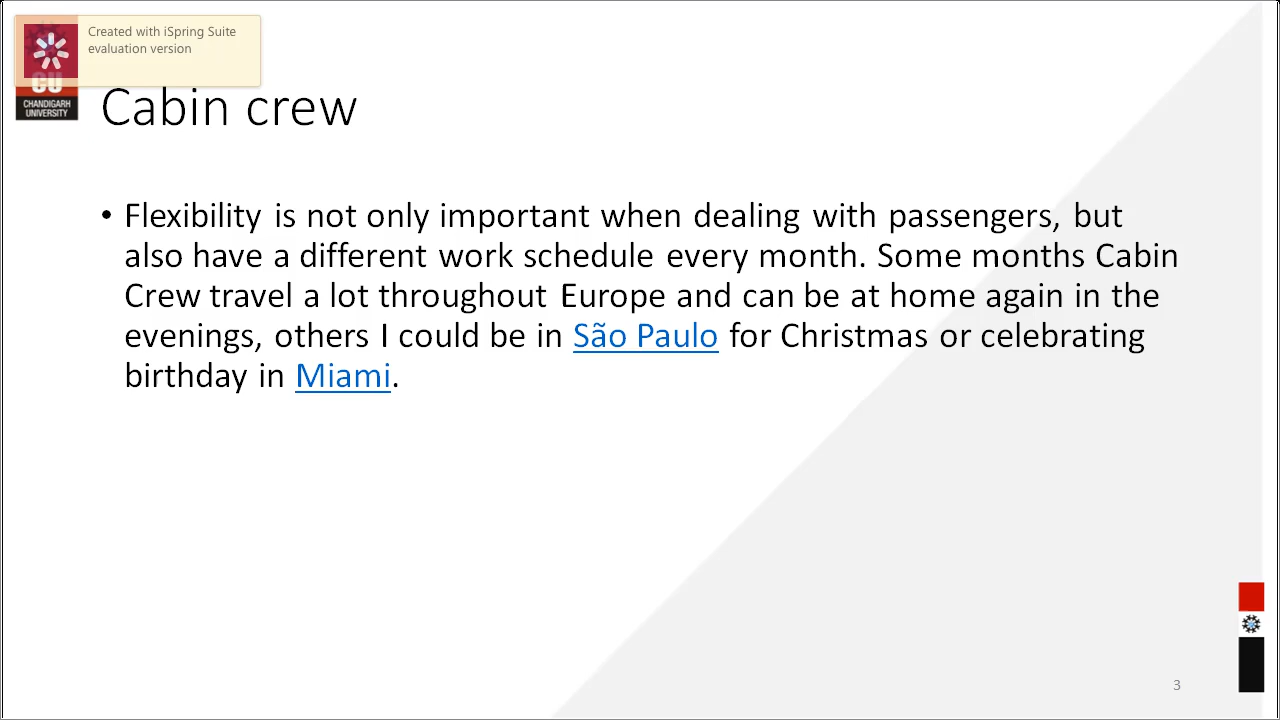 Created with iSpring Suite
evaluation version
CU
CHANDIGARH
UNIVERSITY
Cabin crew
• Flexibility is not only important when dealing with passengers, but
also have a different work schedule every month. Some months Cabin
Crew travel a lot throughout Europe and can be at home again in the
evenings, others I could be in São Paulo for Christmas or celebrating
birthday in Miami.
3